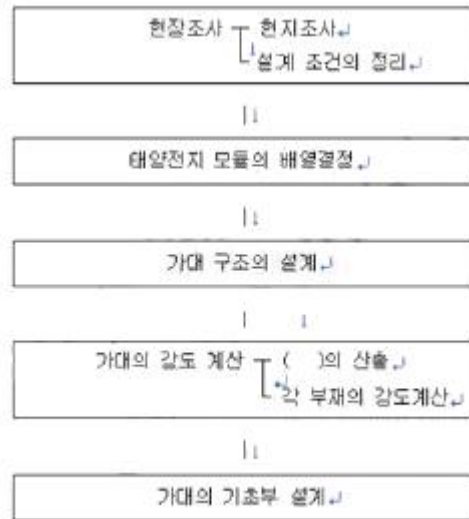 현장조사 현지조사
설계 조건의 정리
태양전지 모듈의 배열결정
가대 구조의 설계
가대의 강도 계산 ( )의 산출
각 부재의 강도계산
가대의 기초부 설계